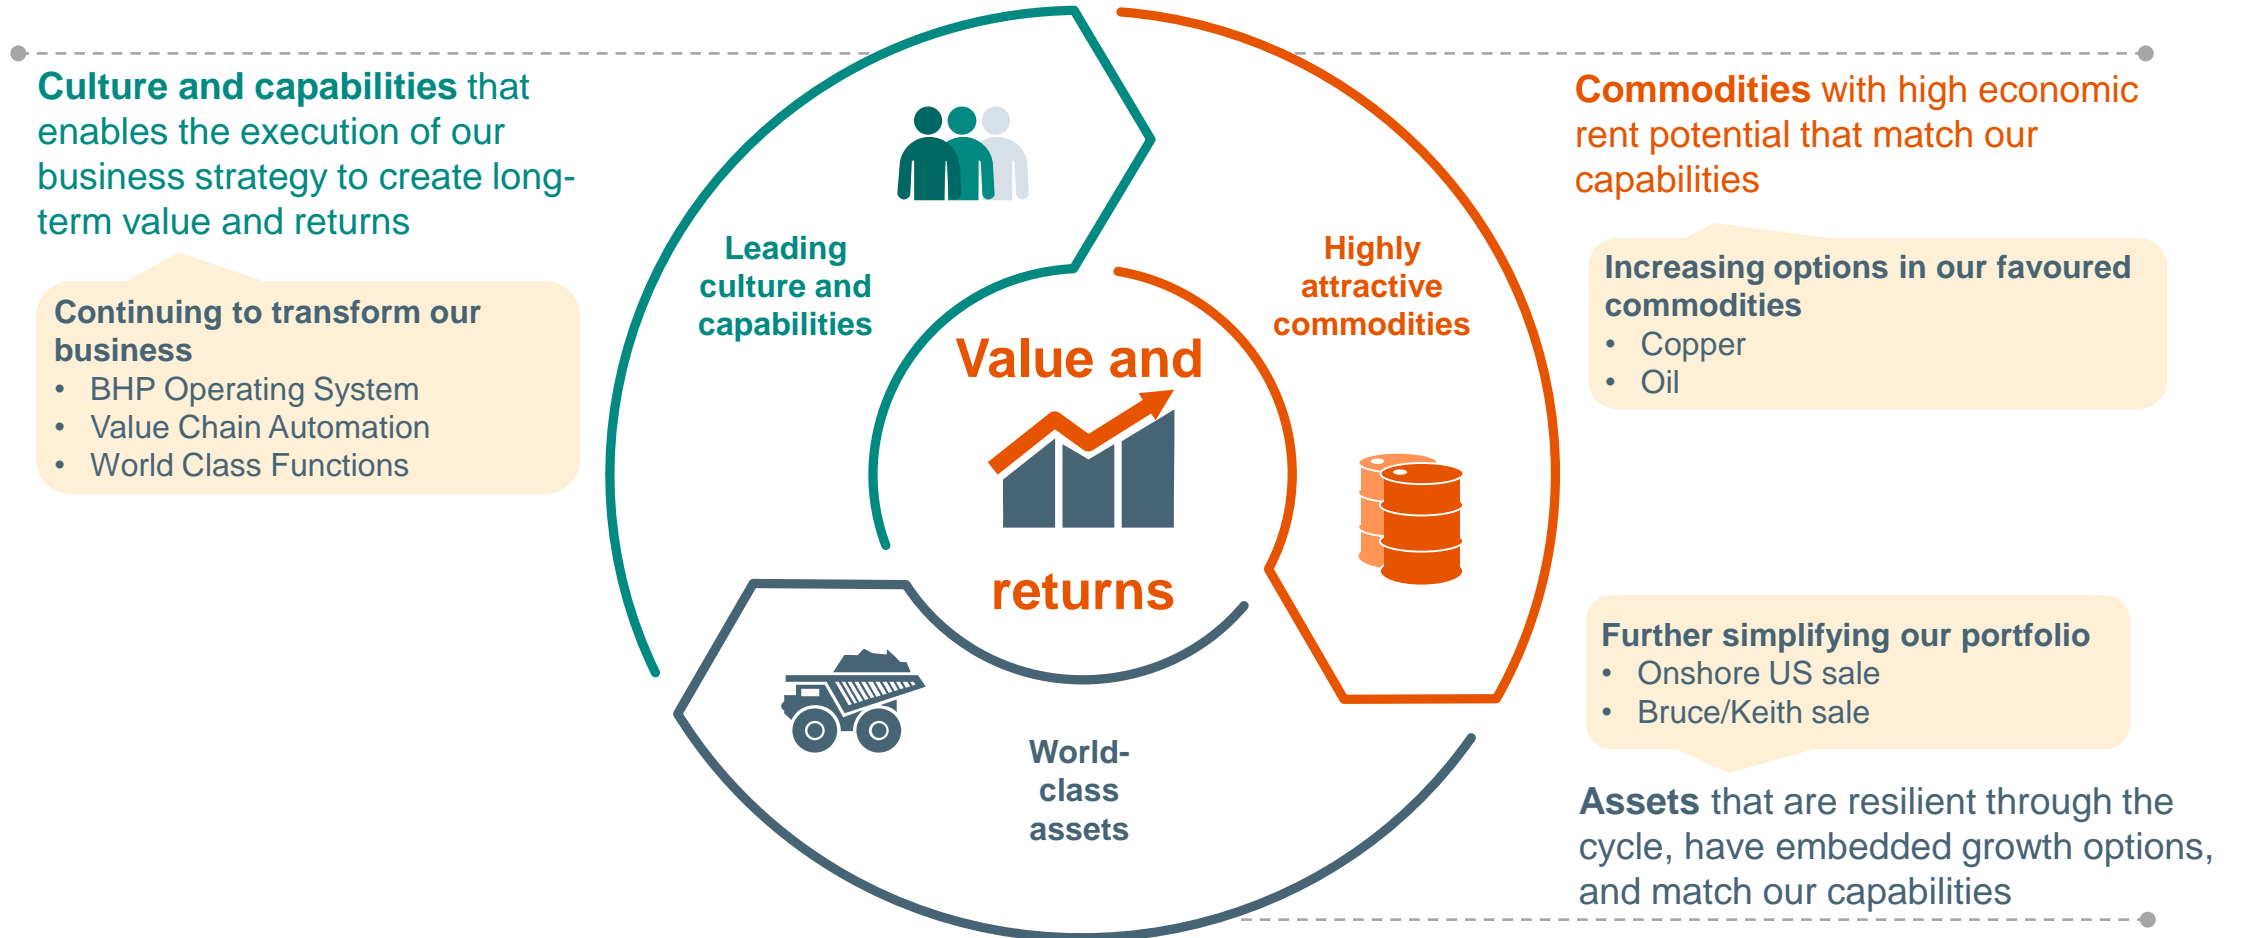 Culture and capabilities that
enables the execution of our
business strategy to create long-
term value and returns
Continuing to transform our
business
• BHP Operating System
• Value Chain Automation
• World Class Functions
Leading
culture and
capabilities
Value and
returns
Highly
attractive
commodities
World-
class
assets
Commodities with high economic
rent potential that match our
capabilities
Increasing options in our favoured
commodities
• Copper
• Oil
Further simplifying our portfolio
• Onshore US sale
• Bruce/Keith sale
Assets that are resilient through the
cycle, have embedded growth options,
and match our capabilities